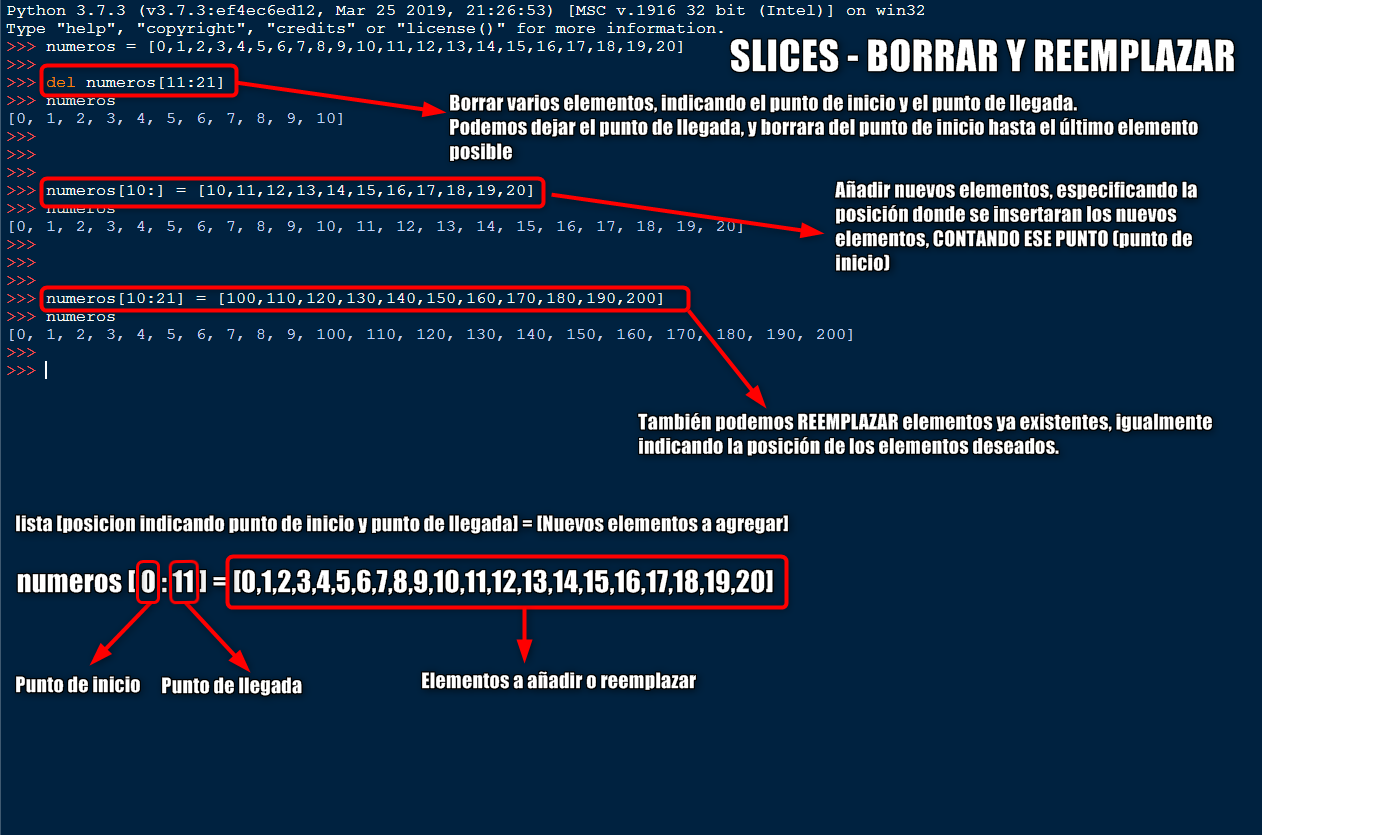 Python 3.7.3 (v3.7.3:ef4ec6ed12, Mar 25 2019, 21:26:53) [MSC v.1916 32 bit (Intel)] on win32
Type "help", "copyright", "credits" or "license()" for more information.
>>> numeros = [0,1,2,3,4,5,6,7,8,9,10,11,12,13,14,15,16,17,18,19,20]
SLICES - BORRAR Y REEMPLAZAR
>>>
>>> del numeros[11:21]
>>> numeros
[0, 1, 2, 3, 4, 5, 6, 7, 8, 9, 10]
Borrar varios elementos, indicando el punto de inicio y el punto de llegada.
Podemos dejar el punto de llegada, y borrara del punto de inicio hasta el último elemento
posible
>>>
>>>
>>>
>>> numeros[10:] = [10,11,12,13,14,15,16,17,18,19,20]
>>> numeros
[0, 1, 2, 3, 4, 5, 6, 7, 8, 9, 10, 11, 12, 13, 14, 15, 16, 17, 18, 19, 20]
Añadir nuevos elementos, especificando la
posición donde se insertaran los nuevos
elementos, CONTANDO ESE PUNTO (punto de
inicio)
>>>
>>>
>>>
>>> numeros[10:21] = [100,110,120,130,140,150,160,170,180,190,200]
>>> numeros
[0, 1, 2, 3, 4, 5, 6, 7, 8, 9, 100, 110, 120, 130, 140, 150, 160, 170, 180, 190, 200]
>>>
>>>
También podemos REEMPLAZAR elementos ya existentes, igualmente
indicando la posición de los elementos deseados.
lista [posicion indicando punto de inicio y punto de llegada] = [Nuevos elementos a agregar]
numeros [0:11] = [0,1,2,3,4,5,6,7,8,9,10,11,12,13,14,15,16,17,18,19,20]
Punto de inicio
Punto de llegada
Elementos a añadir o reemplazar